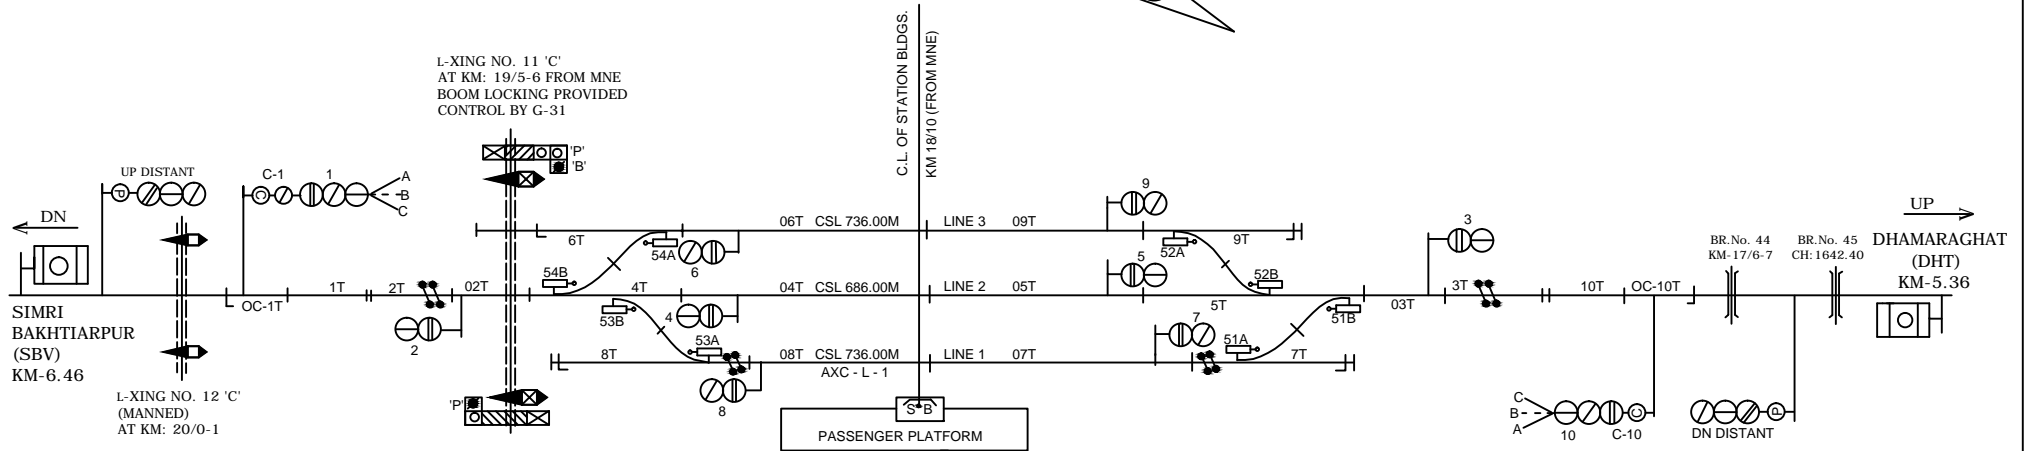 C.L. OF STATION BLDGS.
KM 18/10 (FROM MNE)
L-XING NO. 11 'C'
AT KM: 19/5-6 FROM MNE
BOOM LOCKING PROVIDED
CONTROL BY G-31
'P'
'B'
UP DISTANT
P
C-1
C
1
A
B
C
DN
SIMRI
BAKHTIARPUR
(SBV)
KM-6.46
L-XING NO. 12 'C'
(MANNED)
AT KM: 20/0-1
OC-1T
1T
2T
2
02T
'P'
6T
54A
54B
6
06T CSL 736.00M
LINE 3
09T
9
52A
9T
52B
4T
53B
4
04T CSL 686.00M
LINE 2
05T
5
5T
8T
53A
8
08T CSL 736.00M
AXC - L - 1
LINE 1
07T
7
51A
7T
51B
03T
3
3T
10T
OC-10T
BR.No. 44
KM-17/6-7
BR.No. 45
CH:1642.40
UP
DHAMARAGHAT
(DHT)
KM-5.36
C
B
A
10
C
C-10
P
DN DISTANT
S B
PASSENGER PLATFORM